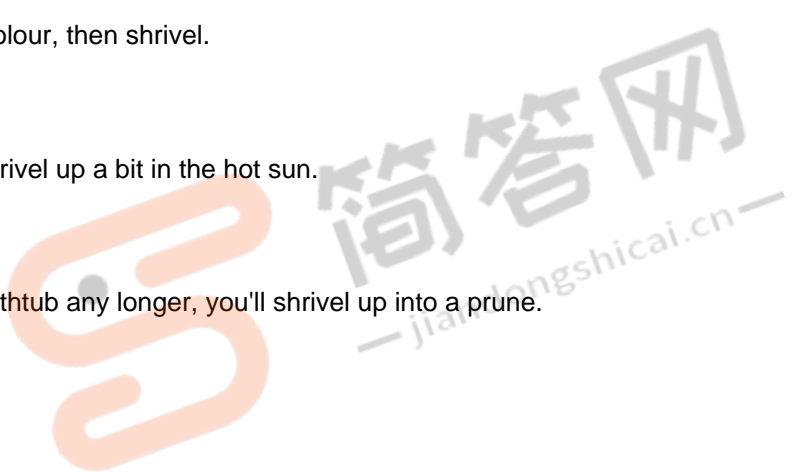 olour, then shrivel.
rivel up a bit in the hot sun.
thtub any longer, you'll shrivel up into a prune.
简答网
— jiandongshicai.cn —